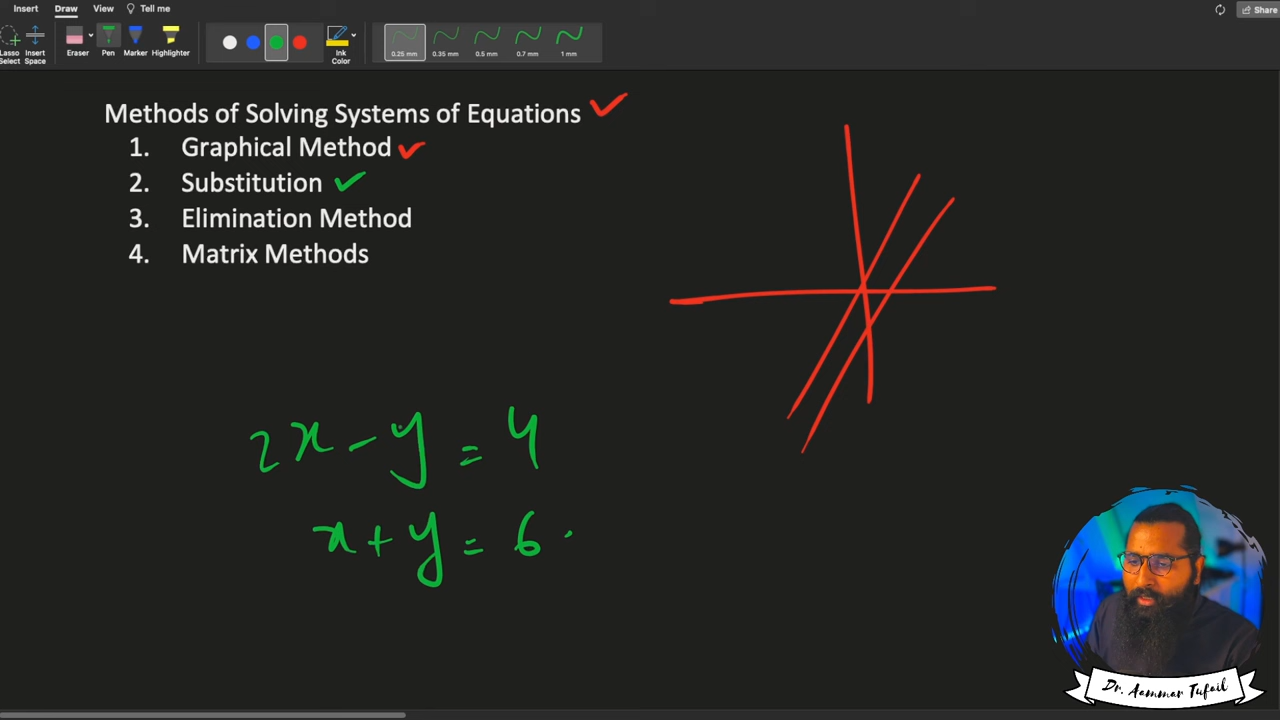 Insert Draw View Tell me
Share
Lasso Select
Insert Space
Eraser
Pen
Marker
Highlighter
Ink Color
0.25 mm
0.35 mm
0.5 mm
0.7 mm
1 mm
Methods of Solving Systems of Equations
1. Graphical Method
2. Substitution
3. Elimination Method
4. Matrix Methods
2x - y = 4
x + y = 6
Dr. Aammar Tufail